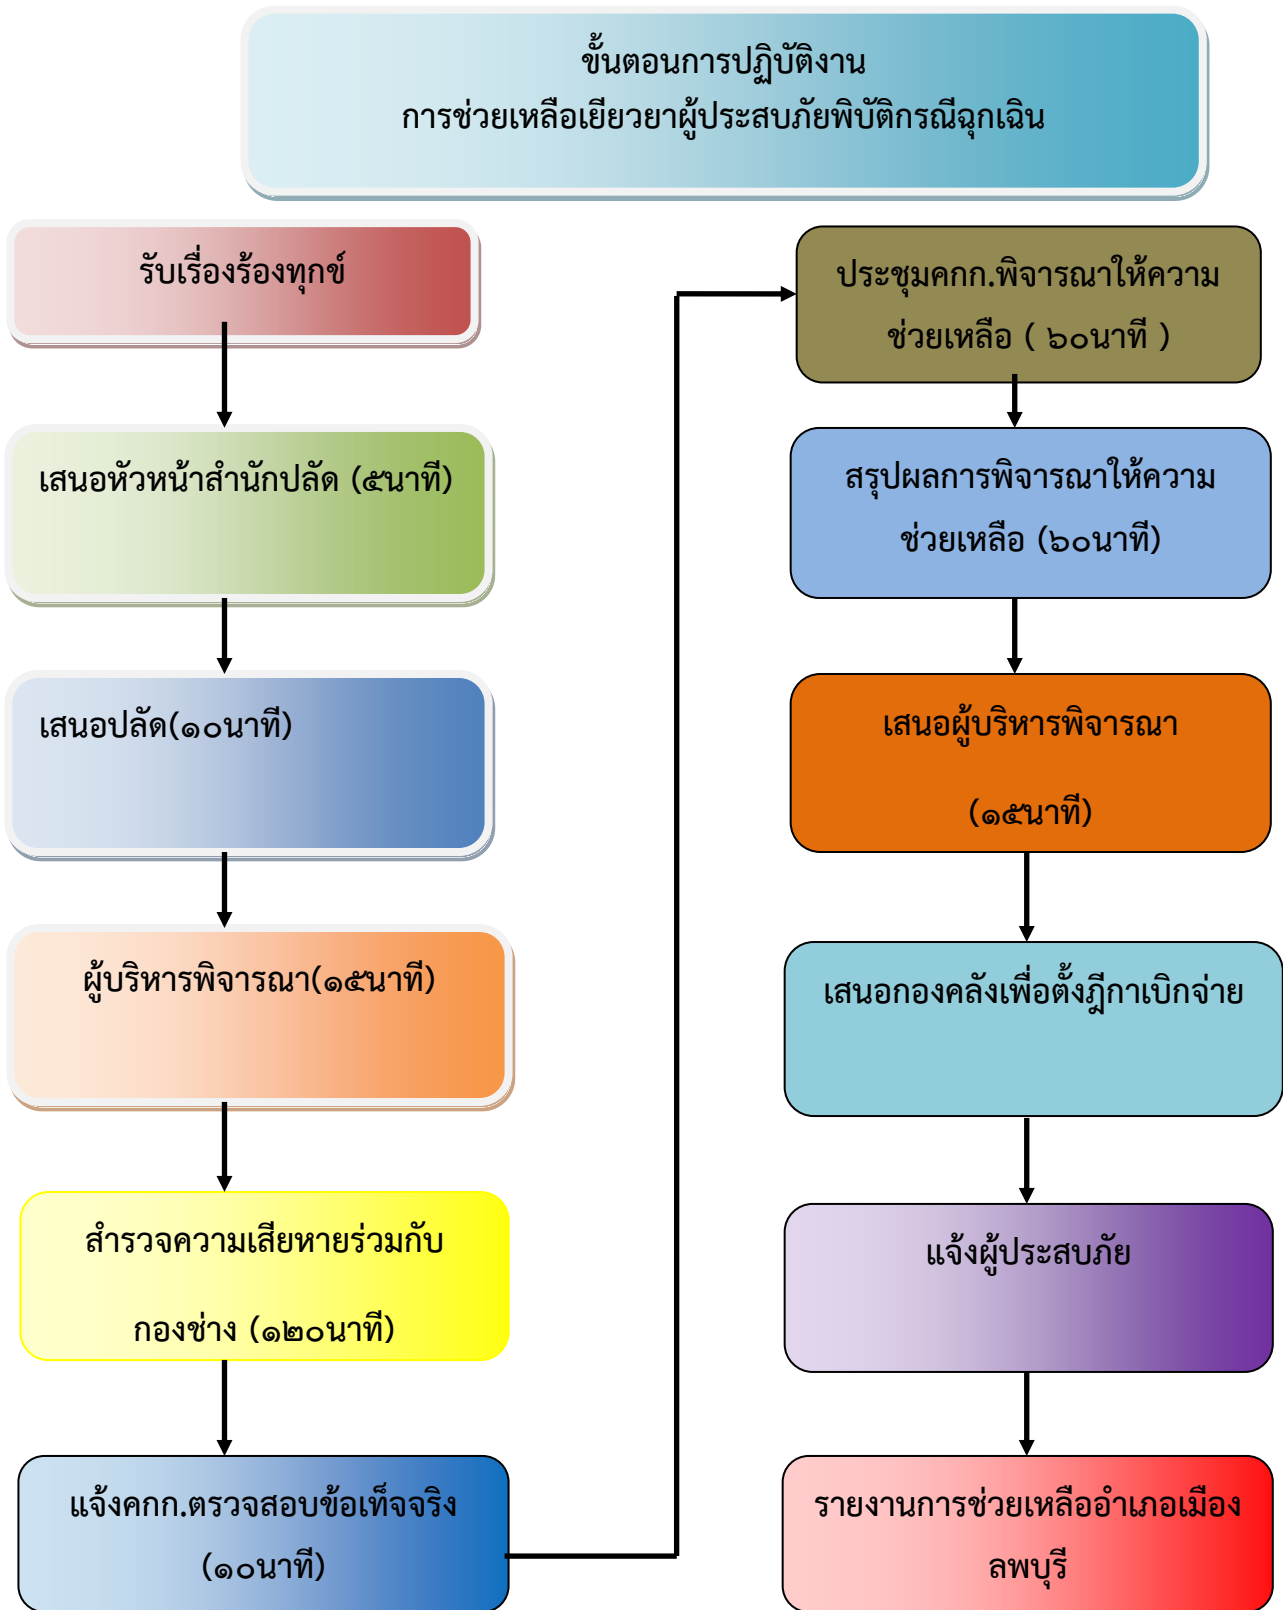 ขั้นตอนการปฏิบัติงาน
การช่วยเหลือเยียวยาผู้ประสบภัยพิบัติกรณีฉุกเฉิน
รับเรื่องร้องทุกข์
เสนอหัวหน้าสำนักปลัด (๕นาที)
เสนอปลัด(๑๐นาที)
ผู้บริหารพิจารณา(๑๕นาที)
สำรวจความเสียหายร่วมกับ
กองช่าง (๑๒๐นาที)
แจ้งคกก.ตรวจสอบข้อเท็จจริง
(๑๐นาที)
ประชุมคกก.พิจารณาให้ความ
ช่วยเหลือ ( ๖๐นาที )
สรุปผลการพิจารณาให้ความ
ช่วยเหลือ (๖๐นาที)
เสนอผู้บริหารพิจารณา
(๑๕นาที)
เสนอกองคลังเพื่อตั้งฎีกาเบิกจ่าย
แจ้งผู้ประสบภัย
รายงานการช่วยเหลืออำเภอเมือง
ลพบุรี